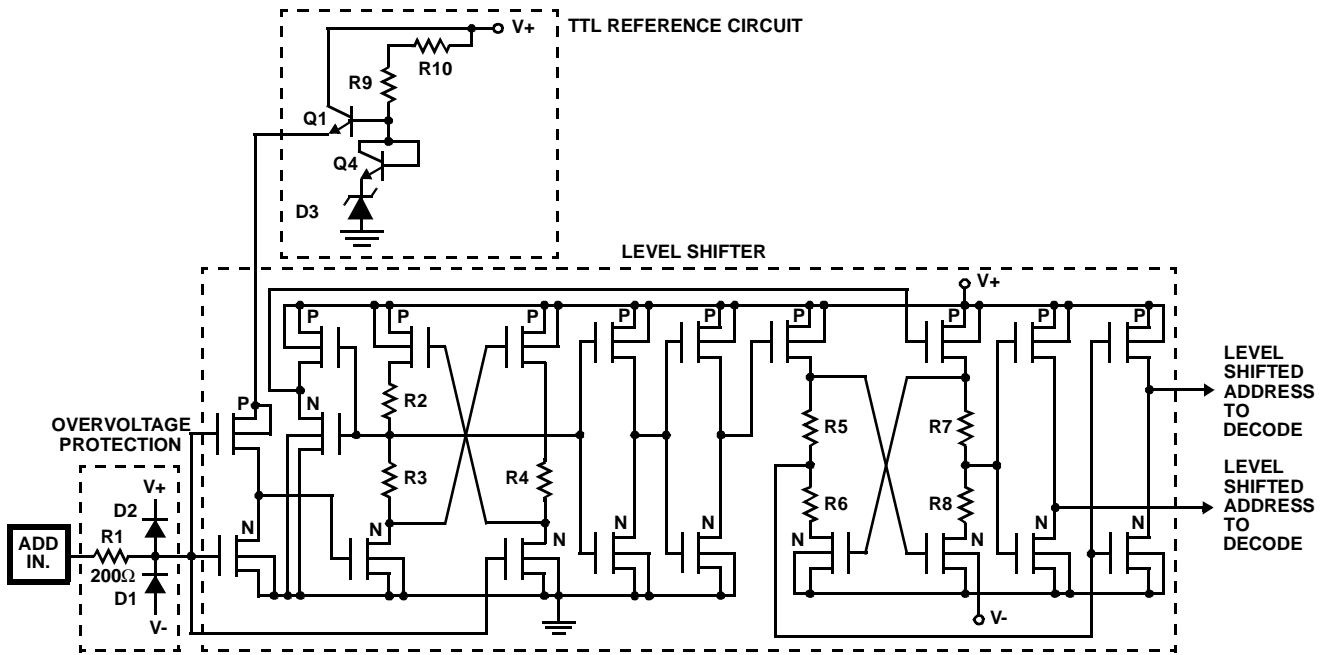 TTL REFERENCE CIRCUIT
V+
R10
R9
Q1
Q4
D3
LEVEL SHIFTER
V+
P
P
P
P
P
P
P
P
P
R2
N
P
OVERVOLTAGE
PROTECTION
R3
R4
R5
R7
R6
R8
LEVEL
SHIFTED
ADDRESS
TO
DECODE
LEVEL
SHIFTED
ADDRESS
TO
DECODE
V+
D2
R1
ADD
IN.
200Ω
D1
V-
N
N
N
N
N
N
N
N
N
V-